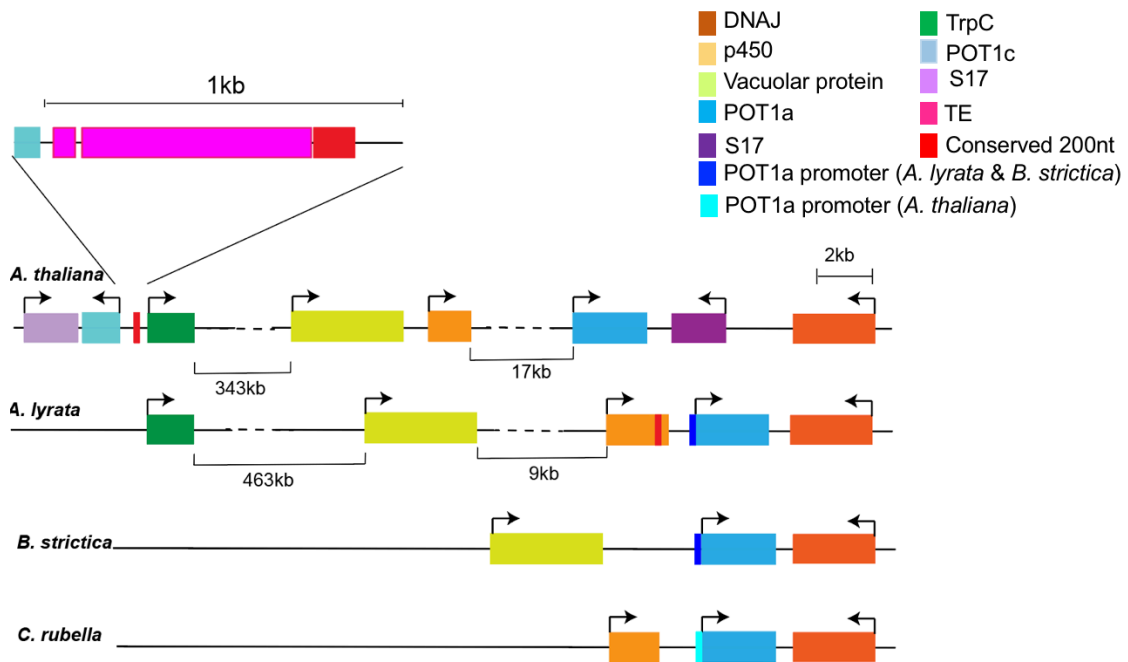 DNAJ
p450
Vacuolar protein
POT1a
S17
POT1a promoter (A. lyrata & B. strictica)
POT1a promoter (A. thaliana)
TrpC
POT1c
S17
TE
Conserved 200nt
1kb
2kb
A. thaliana
343kb
17kb
A. lyrata
463kb
9kb
B. strictica
C. rubella